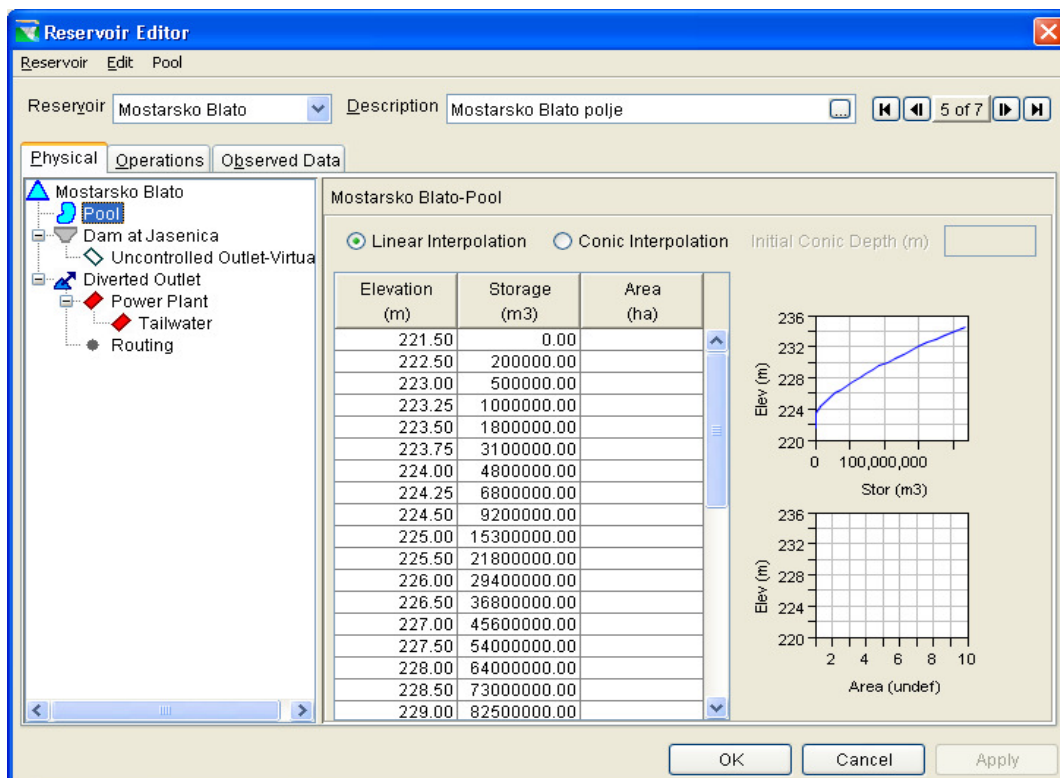 Reservoir Editor
Reservoir Edit Pool
Reservoir Mostarsko Blato Description Mostarsko Blato polje ... 5 of 7
Physical Operations Observed Data
Mostarsko Blato
Pool
Dam at Jasenica
Uncontrolled Outlet-Virtua
Diverted Outlet
Power Plant
Tailwater
Routing
Mostarsko Blato-Pool
Linear Interpolation Conic Interpolation Initial Conic Depth (m)
Elevation Storage Area
(m) (m3) (ha)
221.50 0.00
222.50 200000.00
223.00 500000.00
223.25 1000000.00
223.50 1800000.00
223.75 3100000.00
224.00 4800000.00
224.25 6800000.00
224.50 9200000.00
225.00 15300000.00
225.50 21800000.00
226.00 29400000.00
226.50 36800000.00
227.00 45600000.00
227.50 54000000.00
228.00 64000000.00
228.50 73000000.00
229.00 82500000.00
236
232
228
224
220
Elev (m)
0 100,000,000
Stor (m3)
236
232
228
224
220
Elev (m)
2 4 6 8 10
Area (undef)
OK Cancel Apply